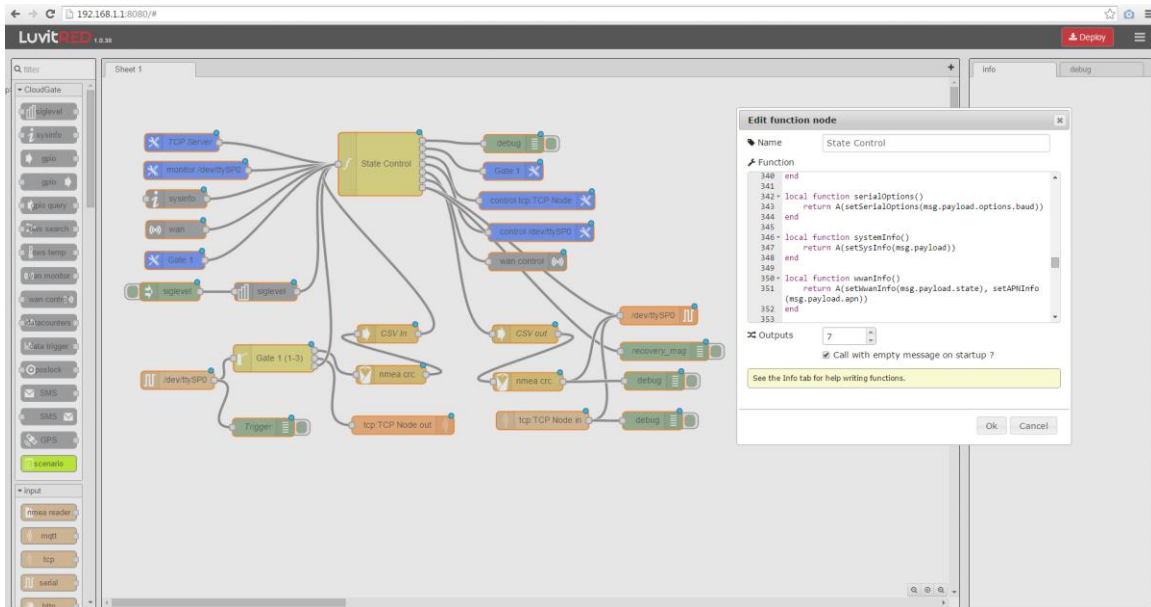 192.168.1.1:8080/#
LuvitRED 1.0.30
Deploy
filter
CloudGate
siglevel
sysinfo
gpio
gpio
gpio query
temp
wan monitor
wan control
datacounters
data trigger
SMS
SMS
GPS
scenario
input
nmea reader
mqtt
tcp
serial
http
Sheet 1
+
TCP Server
monitor /dev/ttySP0
sysinfo
wan
Gate 1
siglevel
siglevel
/dev/ttySP0
Gate 1 (1-3)
Trigger
State Control
CSV In
nmea crc
tcp:TCP Node out
debug
Gate 1
control tcp:TCP Node
control /dev/ttySP0
wan control
/dev/ttySP0
CSV out
recovery_mag
nmea crc
debug
tcp:TCP Node in
debug
info
debug
Edit function node
Name
State Control
Function
340 end
341
342 local function serialOptions()
343 return A(setSerialOptions(msg.payload.options.baud))
344 end
345
346 local function systemInfo()
347 return A(setSysInfo(msg.payload))
348 end
349
350 local function wwanInfo()
351 return A(setWwanInfo(msg.payload.state), setAPNInfo
(msg.payload.apn))
352 end
353
Outputs
7
Call with empty message on startup ?
See the Info tab for help writing functions.
Ok
Cancel